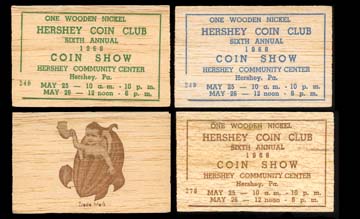 ONE WOODEN NICKEL
HERSHEY COIN CLUB
SIXTH ANNUAL
1968
COIN SHOW
HERSHEY COMMUNITY CENTER
Hershey, Pa.
249
MAY 25 — 10 a. m. - 10 p. m.
MAY 26 — 12 noon - 6 p. m.
ONE WOODEN NICKEL
HERSHEY COIN CLUB
SIXTH ANNUAL
1968
COIN SHOW
HERSHEY COMMUNITY CENTER
Hershey, Pa.
MAY 25 — 10 a. m. - 10 p. m.
MAY 26 — 12 noon - 6 p. m.
Trade Mark
ONE WOODEN NICKEL
HERSHEY COIN CLUB
SIXTH ANNUAL
1968
COIN SHOW
HERSHEY COMMUNITY CENTER
Hershey, Pa.
MAY 25 — 10 a. m. - 10 p. m.
MAY 26 — 12 noon - 6 p. m.